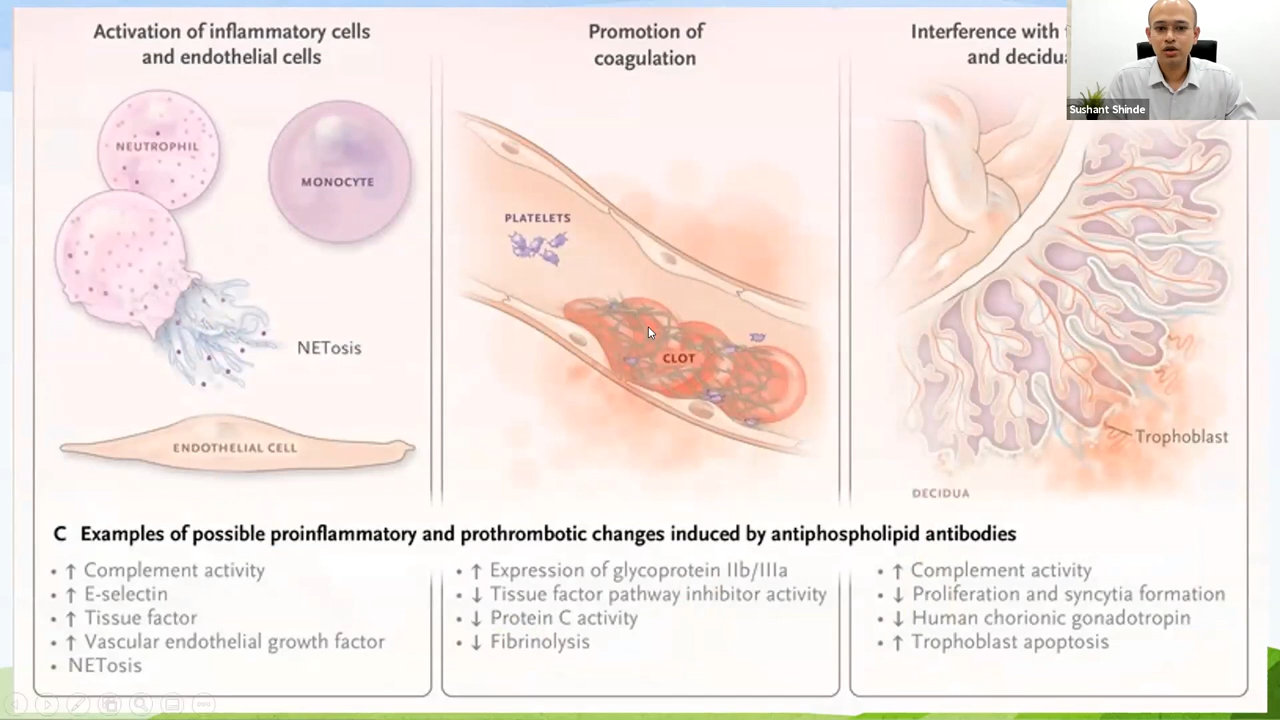 Activation of inflammatory cells
and endothelial cells
NEUTROPHIL
MONOCYTE
NETosis
ENDOTHELIAL CELL
Promotion of
coagulation
PLATELETS
CLOT
Interference with
and
Sushant Shinde
Trophoblast
DECIDUA
C Examples of possible proinflammatory and prothrombotic changes induced by antiphospholipid antibodies
• ↑ Complement activity
• ↑ E-selectin
• ↑ Tissue factor
• ↑ Vascular endothelial growth factor
• NETosis
• ↑ Expression of glycoprotein IIb/IIIa
• ↓ Tissue factor pathway inhibitor activity
• ↓ Protein C activity
• ↓ Fibrinolysis
• ↑ Complement activity
• ↓ Proliferation and syncytia formation
• ↓ Human chorionic gonadotropin
• ↑ Trophoblast apoptosis